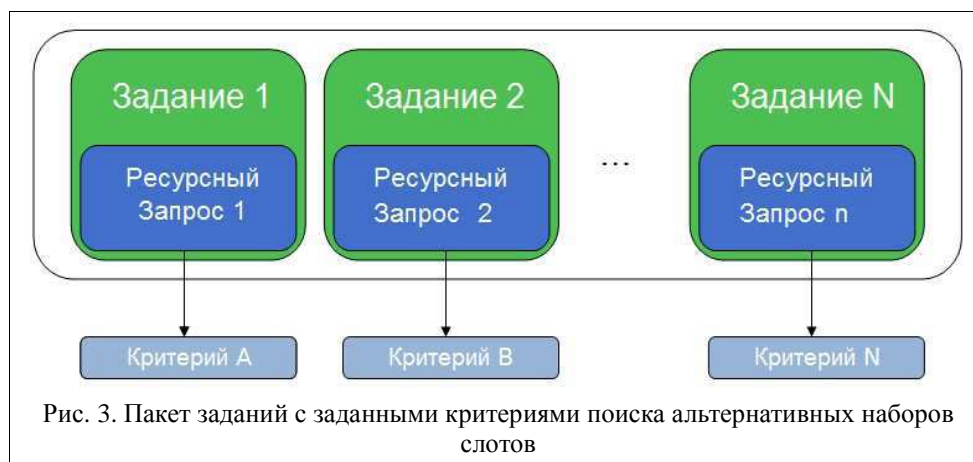 Задание 1
Задание 2
Задание N
Ресурсный
Запрос 1
Ресурсный
Запрос 2
...
Ресурсный
Запрос n
Критерий А
Критерий В
Критерий N
Рис. 3. Пакет заданий с заданными критериями поиска альтернативных наборов
слотов